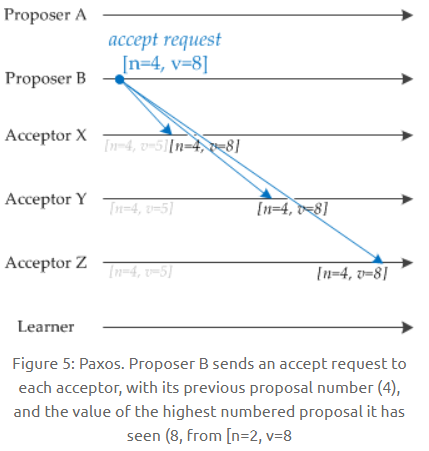 Proposer A
accept request
[n=4, v=8]
Proposer B
Acceptor X
[n=4, v=5] [n=4, v=8]
Acceptor Y
[n=4, v=5] [n=4, v=8]
Acceptor Z
[n=4, v=5] [n=4, v=8]
Learner
Figure 5: Paxos. Proposer B sends an accept request to
each acceptor, with its previous proposal number (4),
and the value of the highest numbered proposal it has
seen (8, from [n=2, v=8